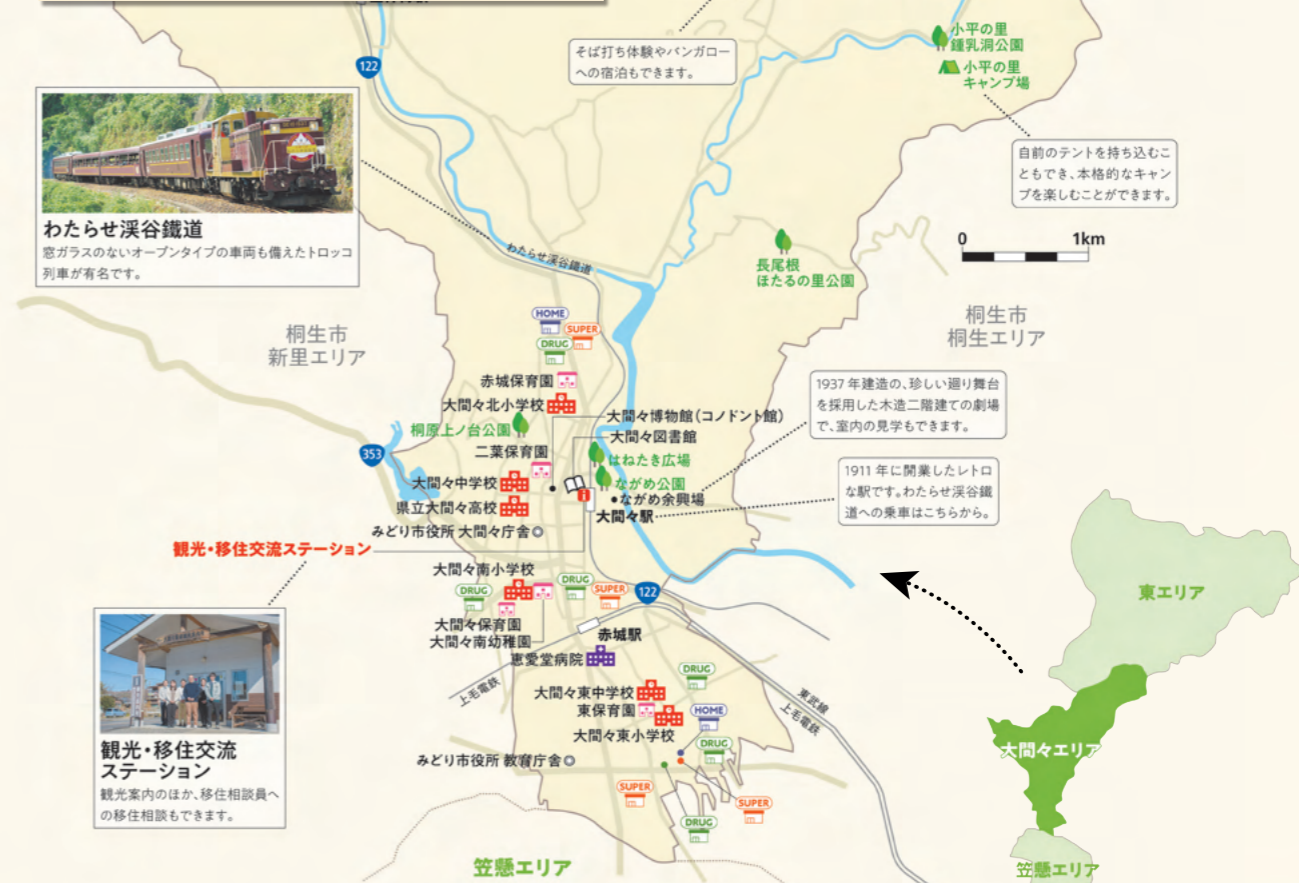 122
そば打ち体験やバンガロー
への宿泊もできます。
小平の里
鍾乳洞公園
小平の里
キャンプ場
自前のテントを持ち込むこ
ともでき、本格的なキャン
プを楽しむことができます。
0 1km
わたらせ渓谷鐵道
窓ガラスのないオープンタイプの車両も備えたトロッコ
列車が有名です。
わたらせ渓谷鐵道
長尾根
ほたるの里公園
桐生市
新里エリア
桐生市
桐生エリア
HOME
SUPER
DRUG
赤城保育園
大間々北小学校
桐原上ノ台公園
二葉保育園
353
大間々中学校
県立大間々高校
みどり市役所 大間々庁舎◎
大間々博物館(コノドント館)
大間々図書館
はねたき広場
ながめ公園
●ながめ余興場
大間々駅
1937年建造の、珍しい廻り舞台
を採用した木造二階建ての劇場
で、室内の見学もできます。
1911年に開業したレトロ
な駅です。わたらせ渓谷鐵
道への乗車はこちらから。
観光・移住交流ステーション
大間々南小学校
DRUG
DRUG
SUPER
122
大間々保育園
大間々南幼稚園
赤城駅
恵愛堂病院
上毛電鉄
DRUG
大間々東中学校
東保育園
HOME
大間々東小学校
DRUG
東武線
上毛電鉄
みどり市役所 教育庁舎◎
SUPER
SUPER
DRUG
観光・移住交流
ステーション
観光案内のほか、移住相談員へ
の移住相談もできます。
笠懸エリア
東エリア
大間々エリア
笠懸エリア